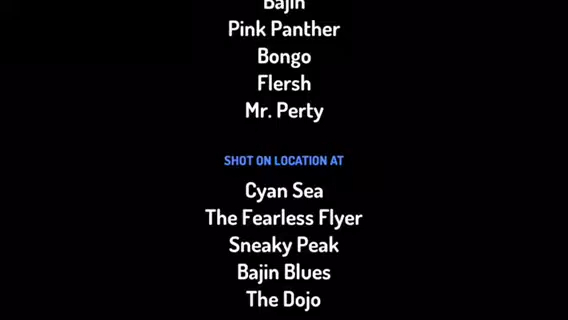 Bajin
Pink Panther
Bongo
Flersh
Mr. Perty
SHOT ON LOCATION AT
Cyan Sea
The Fearless Flyer
Sneaky Peak
Bajin Blues
The Dojo